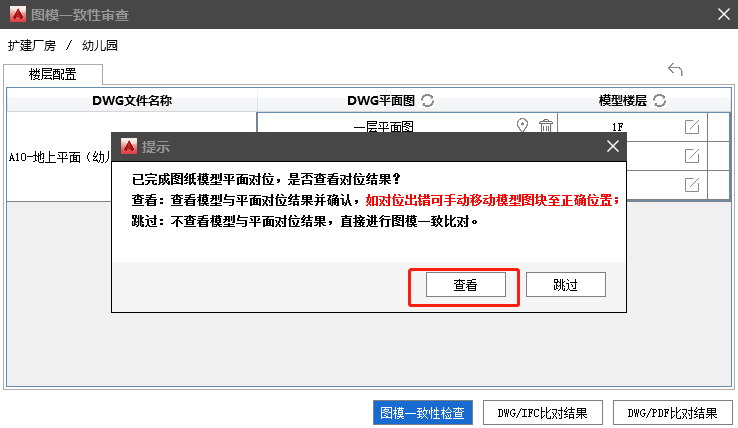 图模一致性审查
扩建厂房 / 幼儿园
楼层配置
DWG文件名称 DWG平面图 模型楼层
一层平面图 1F
A10-地上平面（幼儿
提示
已完成图纸模型平面对位，是否查看对位结果？
查看：查看模型与平面对位结果并确认，如对位出错可手动移动模型图块至正确位置；
跳过：不查看模型与平面对位结果，直接进行图模一致比对。
查看 跳过
图模一致性检查 DWG/IFC比对结果 DWG/PDF比对结果